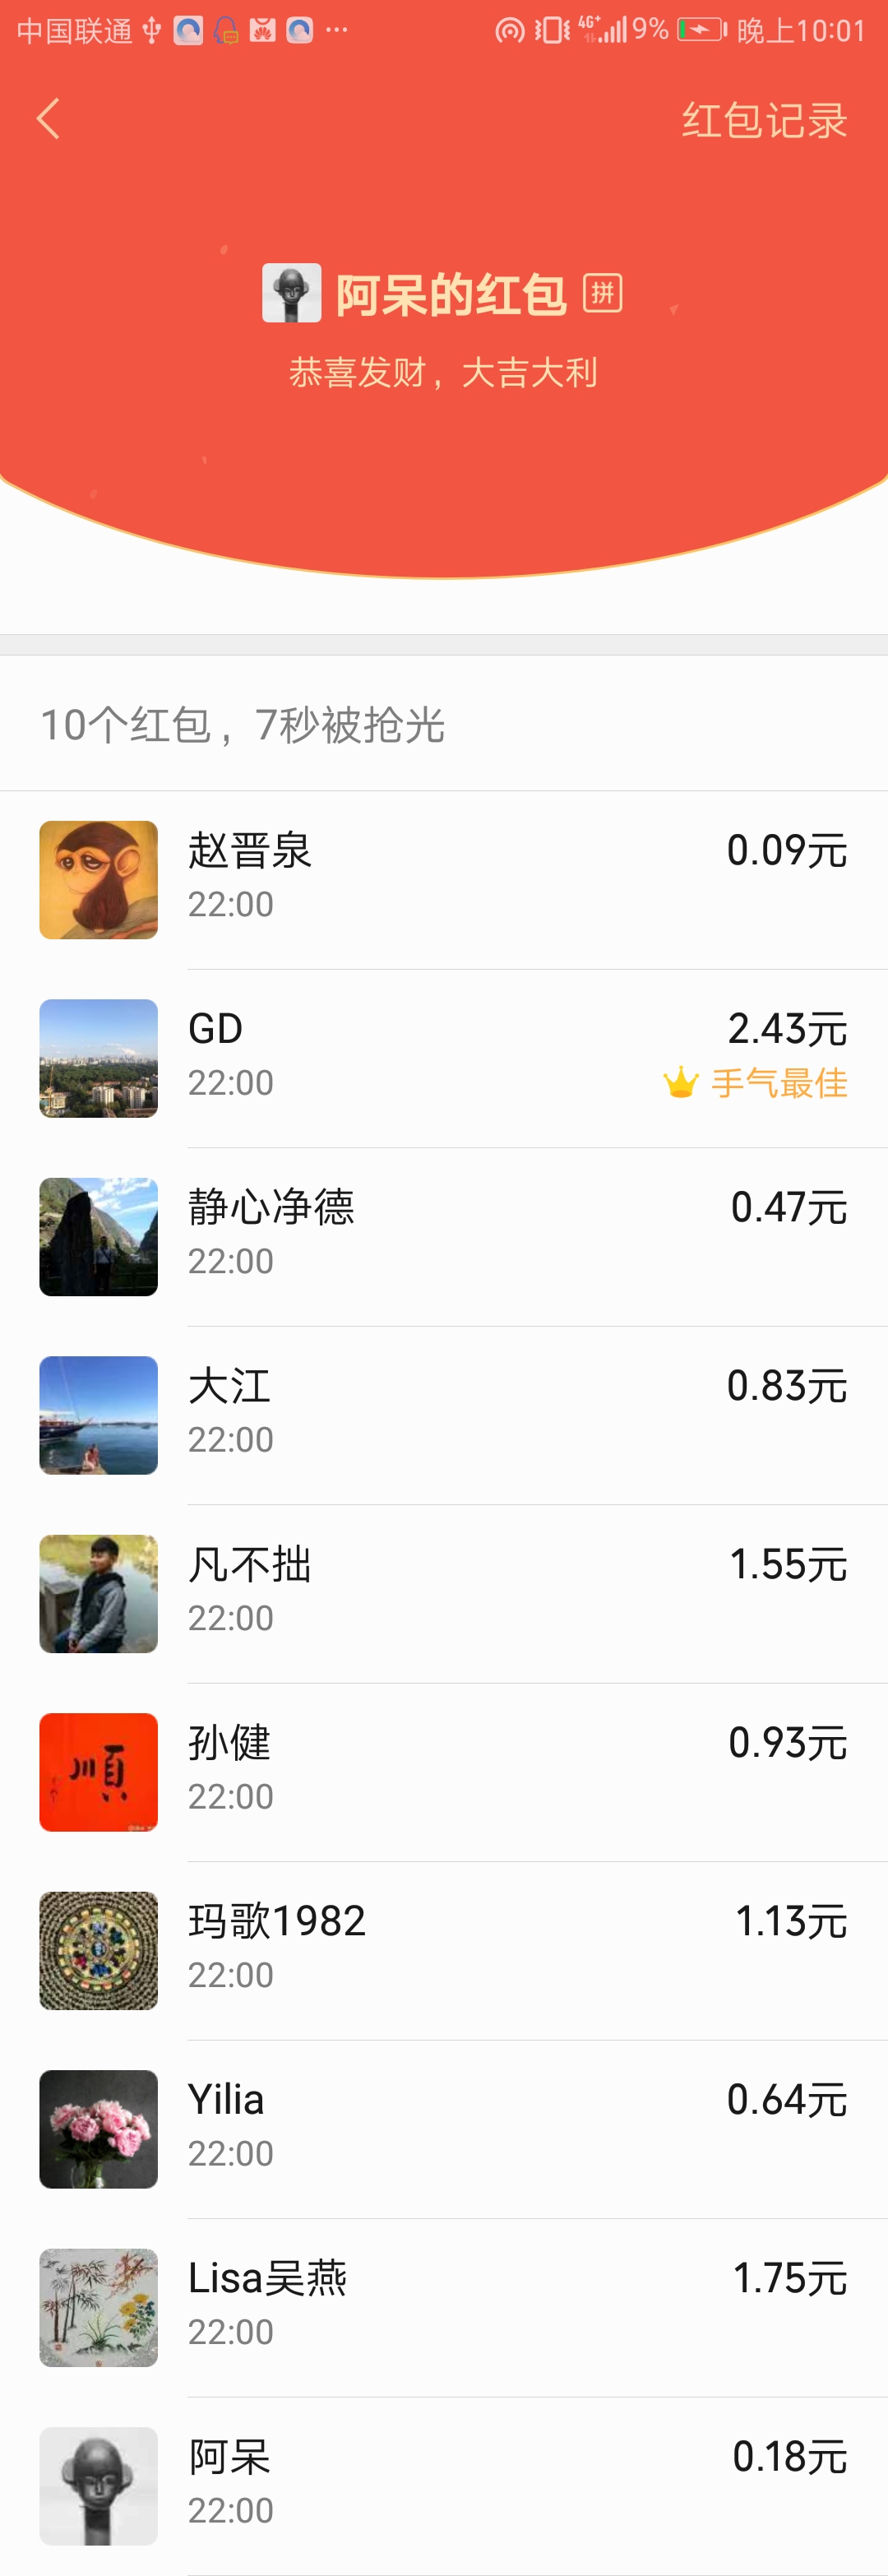 中国联通 4G+ 9% 晚上10:01
红包记录
阿呆的红包 拼
恭喜发财，大吉大利
10个红包，7秒被抢光
赵晋泉 0.09元
22:00
GD 2.43元
22:00 手气最佳
静心净德 0.47元
22:00
大江 0.83元
22:00
凡不拙 1.55元
22:00
孙健 0.93元
22:00
順
玛歌1982 1.13元
22:00
Yilia 0.64元
22:00
Lisa吴燕 1.75元
22:00
阿呆 0.18元
22:00